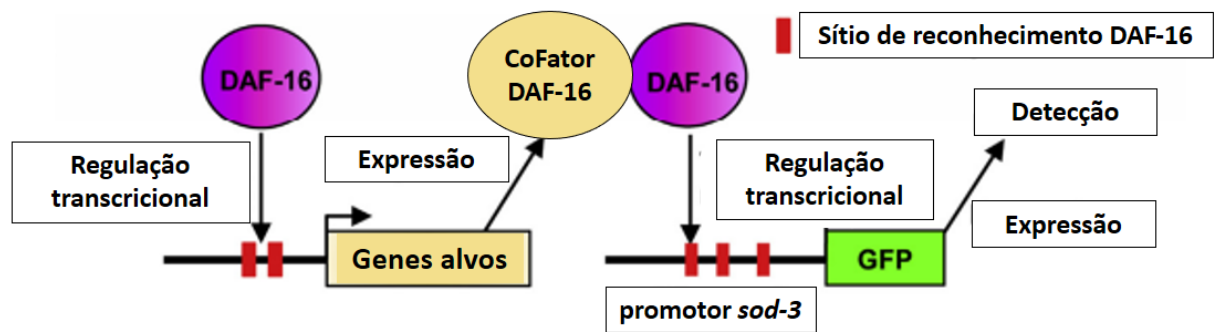 DAF-16
CoFator
DAF-16
DAF-16
Sítio de reconhecimento DAF-16
Regulação
transcricional
Expressão
Regulação
transcricional
Detecção
Expressão
Genes alvos
GFP
promotor sod-3